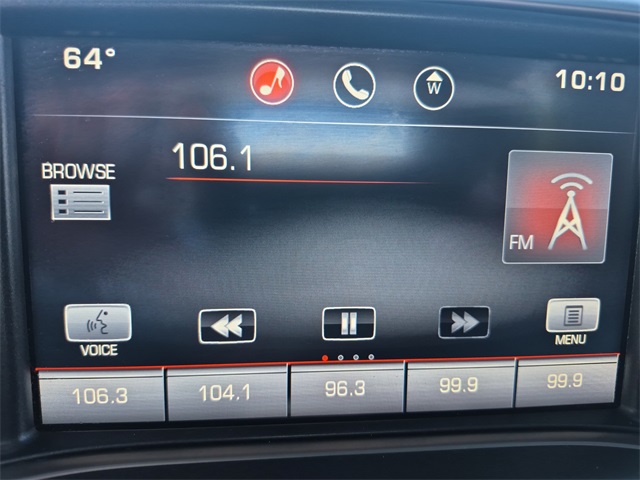 64° 10:10
W
106.1
BROWSE
FM
VOICE MENU
106.3 104.1 96.3 99.9 99.9